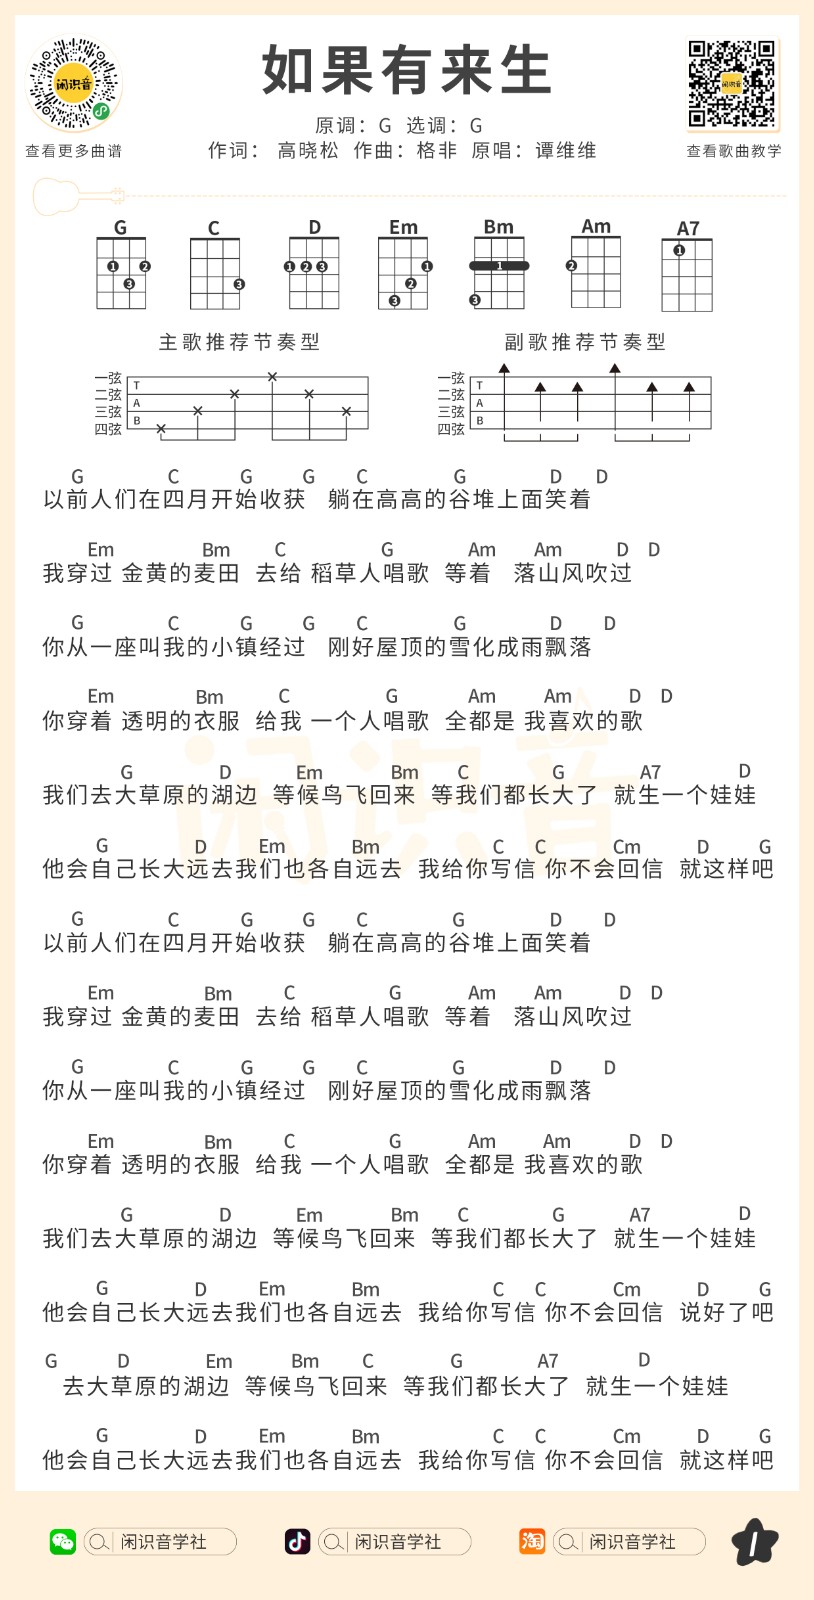 闲识音
查看更多曲谱
如果有来生
原调：G 选调：G
作词： 高晓松 作曲：格非 原唱：谭维维
闲识音
查看歌曲教学
G C D Em Bm Am A7
1 2 3
3
1 2 3
1 2 3
1 3
2
1
主歌推荐节奏型
副歌推荐节奏型
一弦
二弦
三弦
四弦
T
A
B
一弦
二弦
三弦
四弦
T
A
B
G C G G C G D D
以前人们在四月开始收获 躺在高高的谷堆上面笑着
Em Bm C G Am Am D D
我穿过 金黄的麦田 去给 稻草人唱歌 等着 落山风吹过
G C G G C G D D
你从一座叫我的小镇经过 刚好屋顶的雪化成雨飘落
Em Bm C G Am Am D D
你穿着 透明的衣服 给我 一个人唱歌 全都是 我喜欢的歌
G D Em Bm C G A7 D
我们去大草原的湖边 等候鸟飞回来 等我们都长大了 就生一个娃娃
G D Em Bm C C Cm D G
他会自己长大远去我们也各自远去 我给你写信 你不会回信 就这样吧
G C G G C G D D
以前人们在四月开始收获 躺在高高的谷堆上面笑着
Em Bm C G Am Am D D
我穿过 金黄的麦田 去给 稻草人唱歌 等着 落山风吹过
G C G G C G D D
你从一座叫我的小镇经过 刚好屋顶的雪化成雨飘落
Em Bm C G Am Am D D
你穿着 透明的衣服 给我 一个人唱歌 全都是 我喜欢的歌
G D Em Bm C G A7 D
我们去大草原的湖边 等候鸟飞回来 等我们都长大了 就生一个娃娃
G D Em Bm C C Cm D G
他会自己长大远去我们也各自远去 我给你写信 你不会回信 说好了吧
G D Em Bm C G A7 D
去大草原的湖边 等候鸟飞回来 等我们都长大了 就生一个娃娃
G D Em Bm C C Cm D G
他会自己长大远去我们也各自远去 我给你写信 你不会回信 就这样吧
闲识音
闲识音学社
闲识音学社
淘
闲识音学社
1